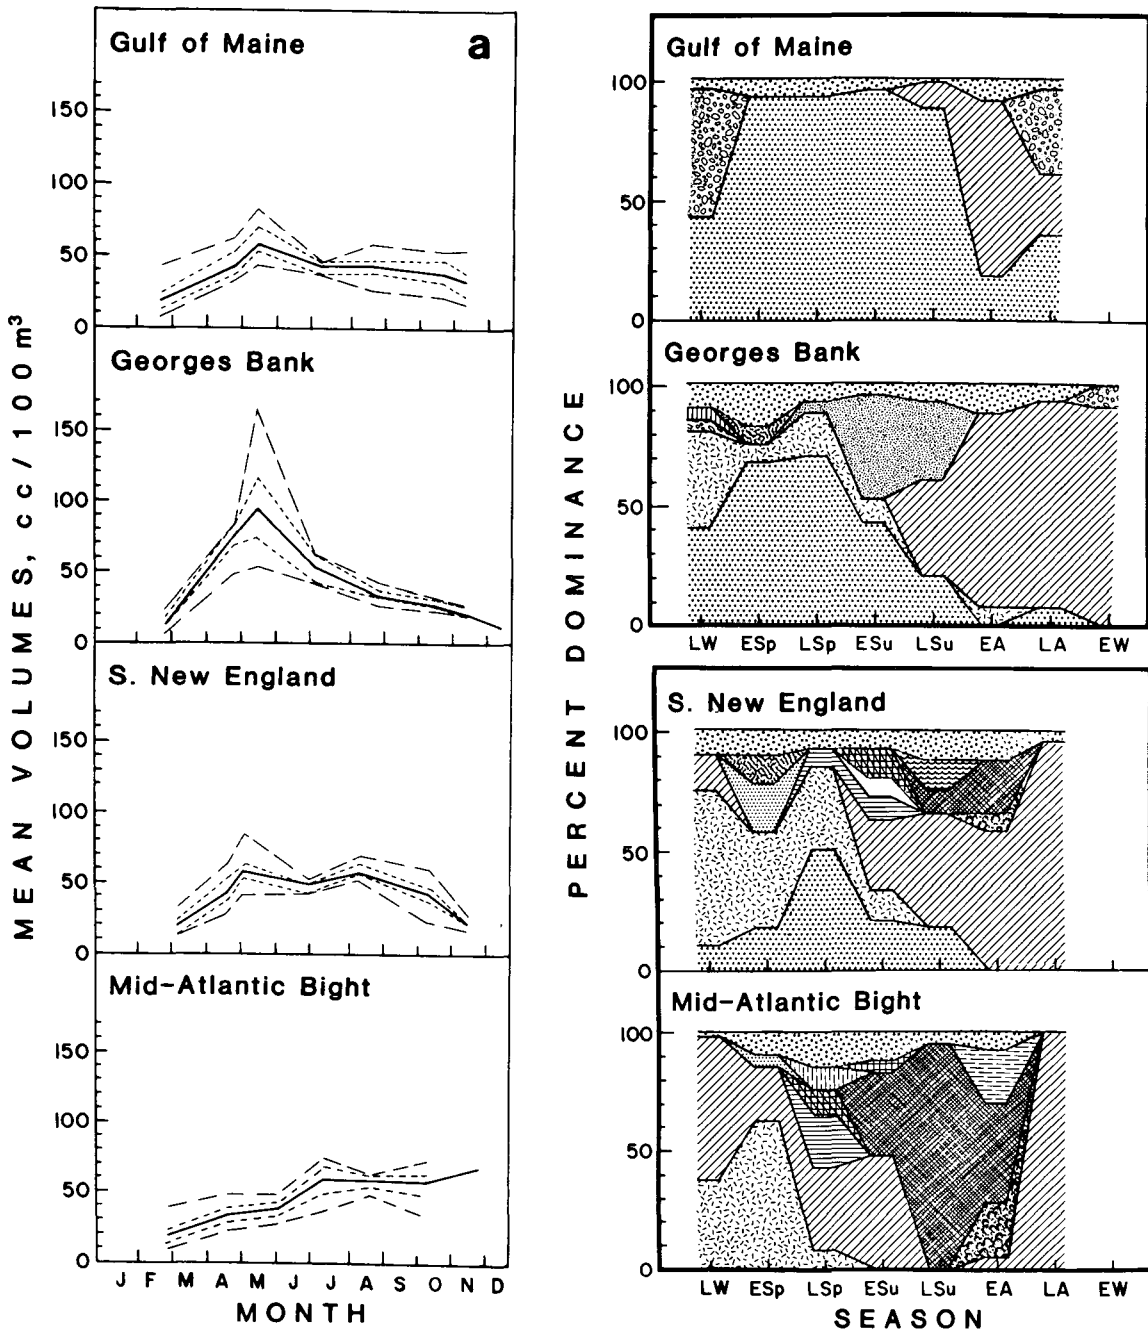 MEAN VOLUMES, cc/100m³
Gulf of Maine
a
150
100
50
0
Georges Bank
150
100
50
0
S. New England
150
100
50
0
Mid-Atlantic Bight
150
100
50
0
J F M A M J J A S O N D
MONTH
PERCENT DOMINANCE
Gulf of Maine
100
50
0
Georges Bank
100
50
0
LW ESp LSp ESu LSu EA LA EW
S. New England
100
50
0
Mid-Atlantic Bight
100
50
0
LW ESp LSp ESu LSu EA LA EW
SEASON